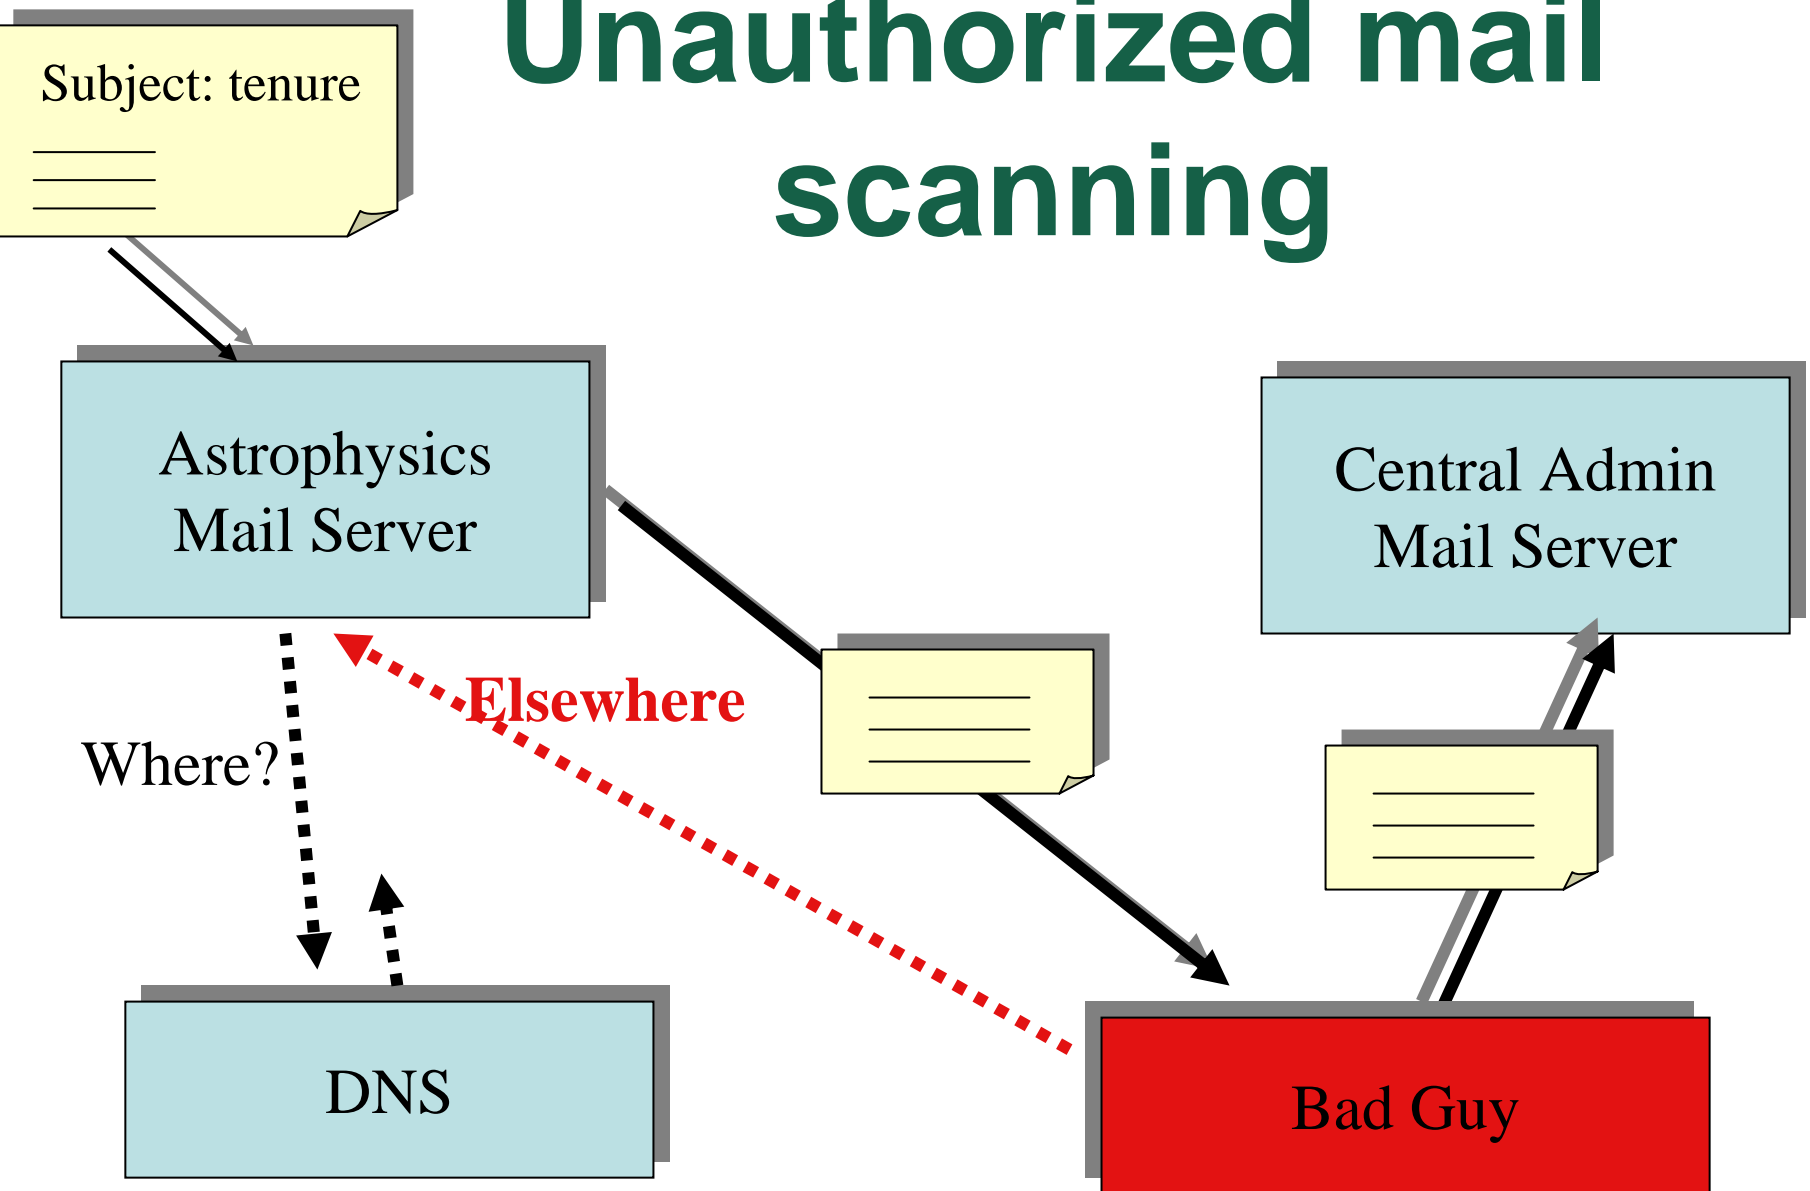 Unauthorized mail
scanning
Subject: tenure
Astrophysics
Mail Server
Central Admin
Mail Server
Elsewhere
Where?
DNS
Bad Guy